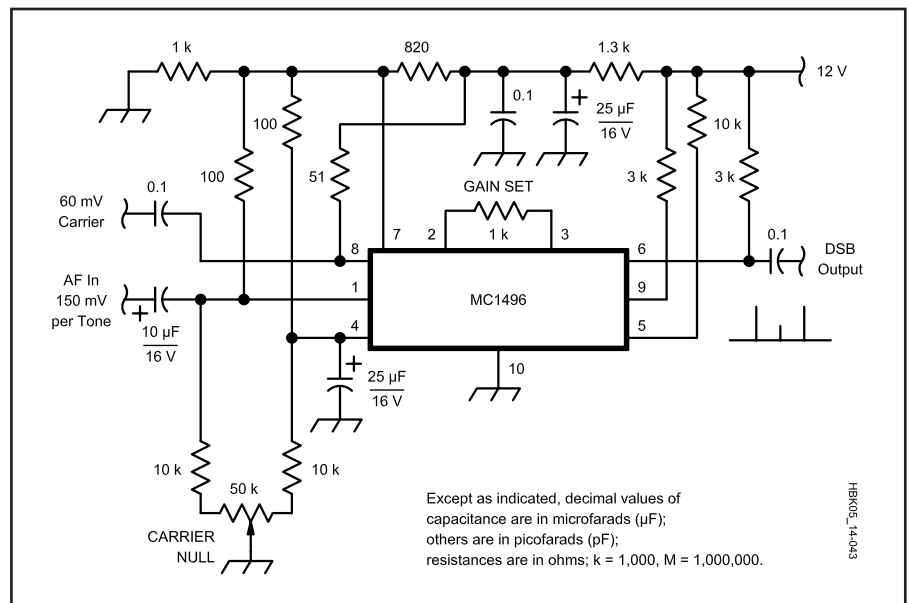 1 k
820
1.3 k
12 V
0.1
25 µF
16 V
100
10 k
100
51
3 k
3 k
GAIN SET
1 k
60 mV
Carrier
0.1
8
7
2
3
6
0.1
DSB
Output
AF In
150 mV
per Tone
+
10 µF
16 V
1
MC1496
9
4
5
+
25 µF
16 V
10
+
10 k
10 k
50 k
CARRIER
NULL
Except as indicated, decimal values of
capacitance are in microfarads (µF);
others are in picofarads (pF);
resistances are in ohms; k = 1,000, M = 1,000,000.
HBK05_14-043